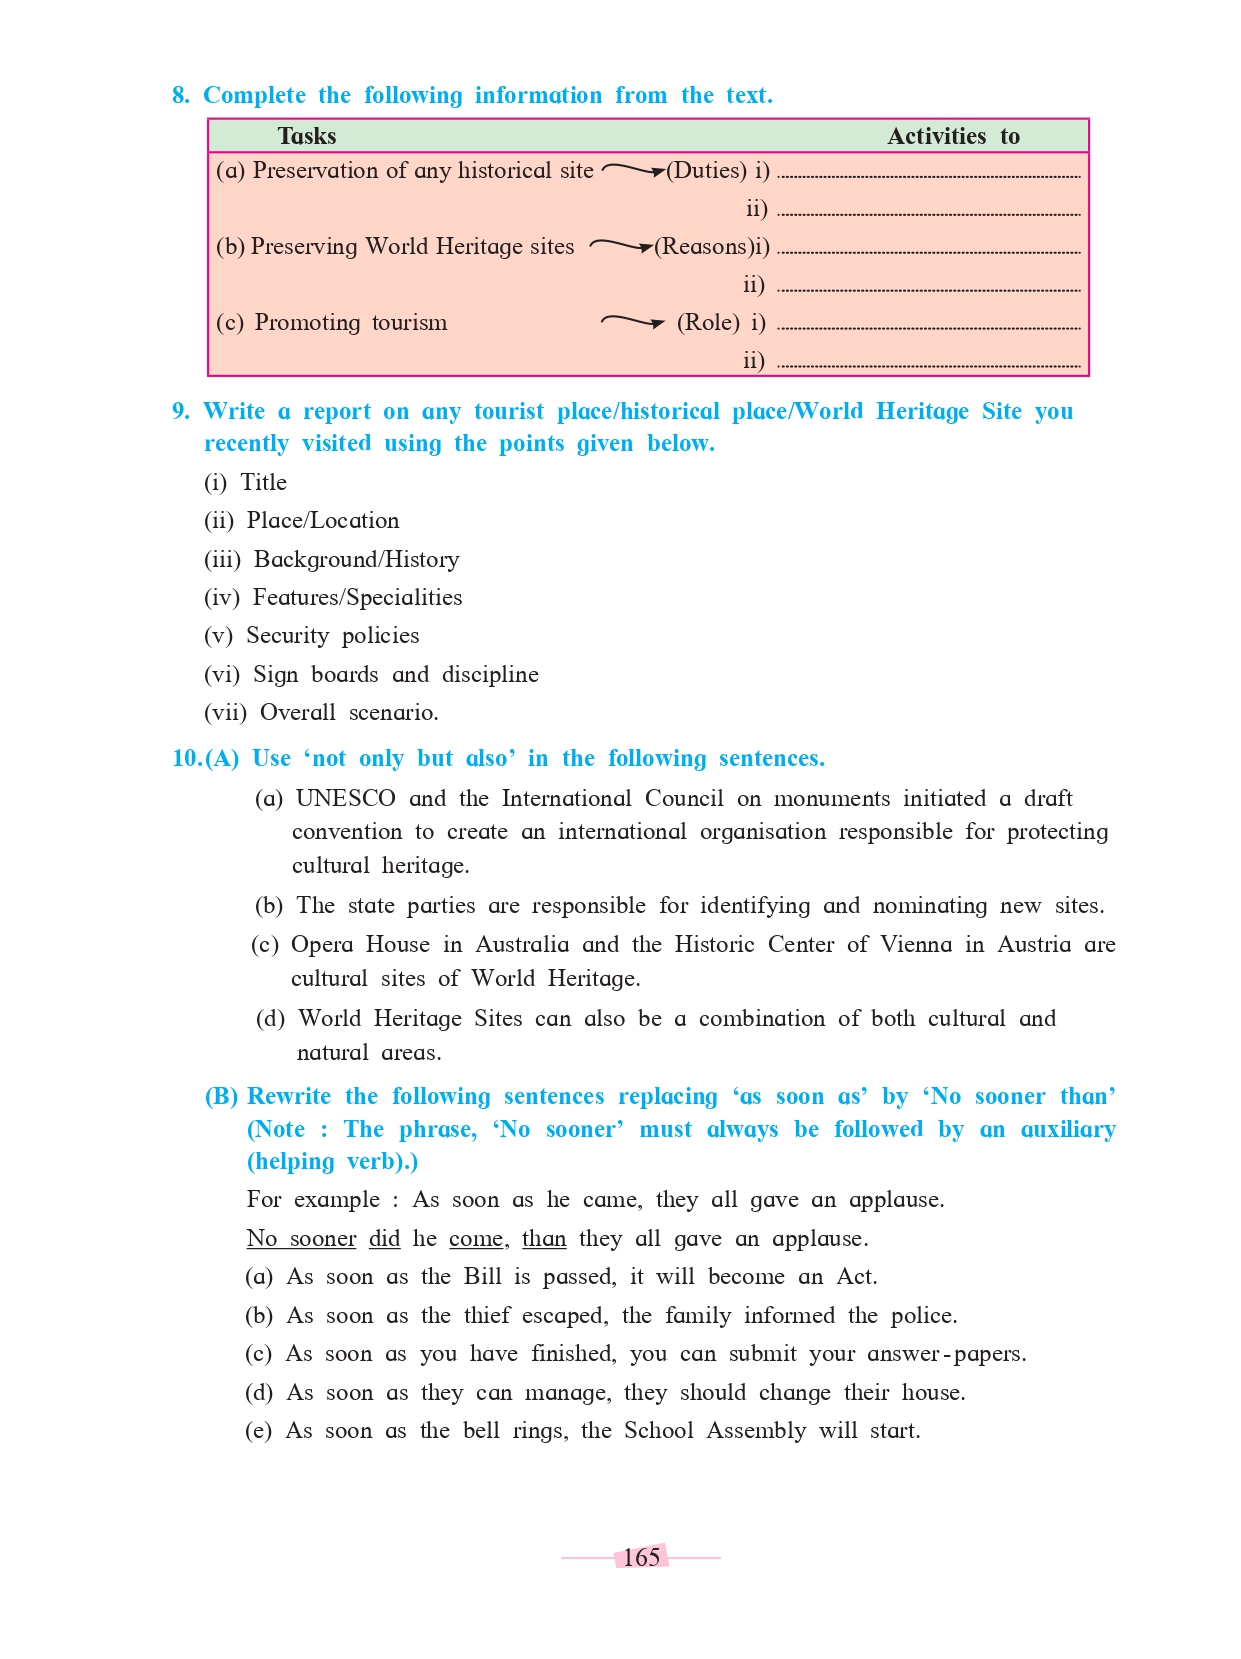 8. Complete the following information from the text.
Tasks Activities to
(a) Preservation of any historical site (Duties) i) ................
ii) ................
(b) Preserving World Heritage sites (Reasons)i) ................
ii) ................
(c) Promoting tourism (Role) i) ................
ii) ................
9. Write a report on any tourist place/historical place/World Heritage Site you
recently visited using the points given below.
(i) Title
(ii) Place/Location
(iii) Background/History
(iv) Features/Specialities
(v) Security policies
(vi) Sign boards and discipline
(vii) Overall scenario.
10.(A) Use ‘not only but also’ in the following sentences.
(a) UNESCO and the International Council on monuments initiated a draft
convention to create an international organisation responsible for protecting
cultural heritage.
(b) The state parties are responsible for identifying and nominating new sites.
(c) Opera House in Australia and the Historic Center of Vienna in Austria are
cultural sites of World Heritage.
(d) World Heritage Sites can also be a combination of both cultural and
natural areas.
(B) Rewrite the following sentences replacing ‘as soon as’ by ‘No sooner than’
(Note : The phrase, ‘No sooner’ must always be followed by an auxiliary
(helping verb).)
For example : As soon as he came, they all gave an applause.
No sooner did he come, than they all gave an applause.
(a) As soon as the Bill is passed, it will become an Act.
(b) As soon as the thief escaped, the family informed the police.
(c) As soon as you have finished, you can submit your answer-papers.
(d) As soon as they can manage, they should change their house.
(e) As soon as the bell rings, the School Assembly will start.
165